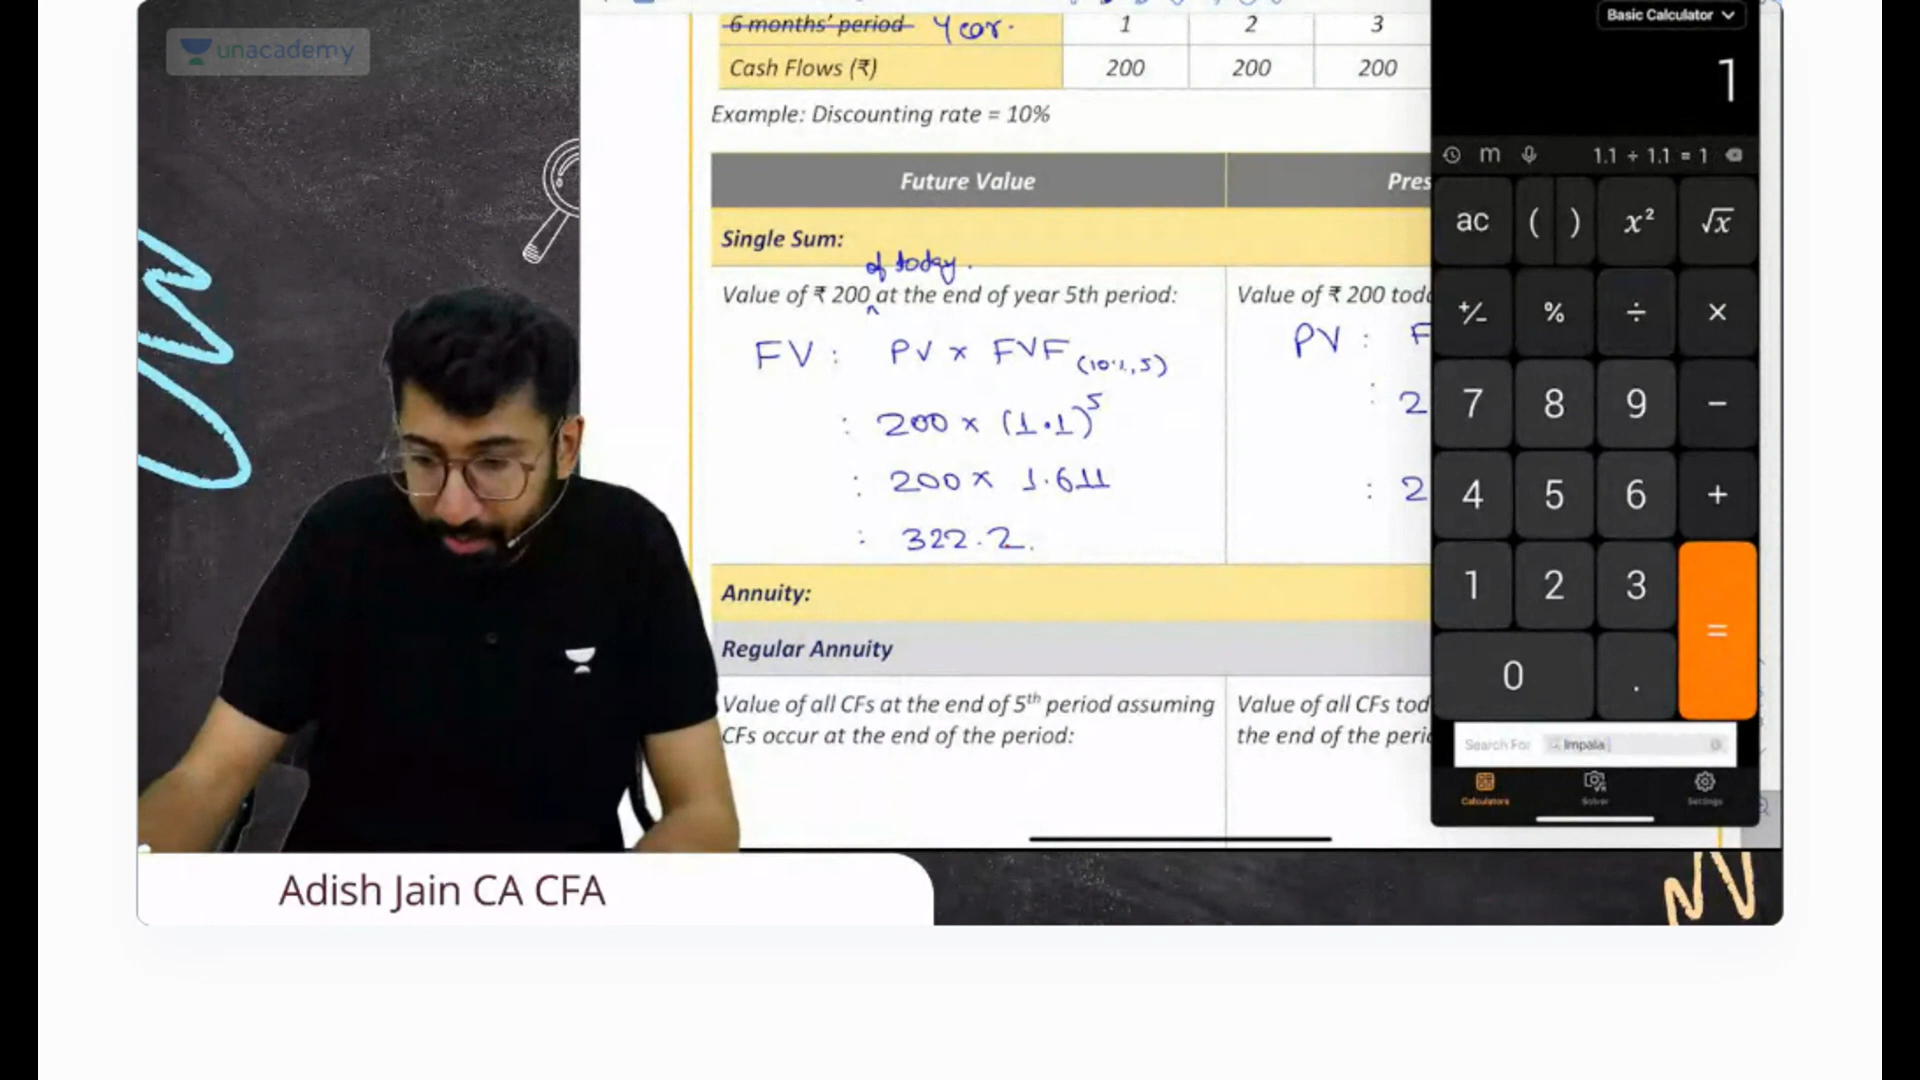 unacademy
6 months' period Year. 1 2 3
Cash Flows (₹) 200 200 200
Example: Discounting rate = 10%
Future Value Pres
Single Sum:
of today.
Value of ₹ 200 at the end of year 5th period:
Value of ₹ 200 tod
FV : PV x FVF (10%,5)
: 200 x (1.1)^5
: 200 x 1.611
: 322.2.
PV : F
: 2
: 2
Annuity:
Regular Annuity
Value of all CFs at the end of 5th period assuming
CFs occur at the end of the period:
Value of all CFs tod
the end of the peri
Basic Calculator
1
m 1.1 ÷ 1.1 = 1
ac ( ) x² √x
+/- % ÷ ×
7 8 9 −
4 5 6 +
1 2 3 =
0 .
Search For Impala
Calculators Solver Settings
Adish Jain CA CFA